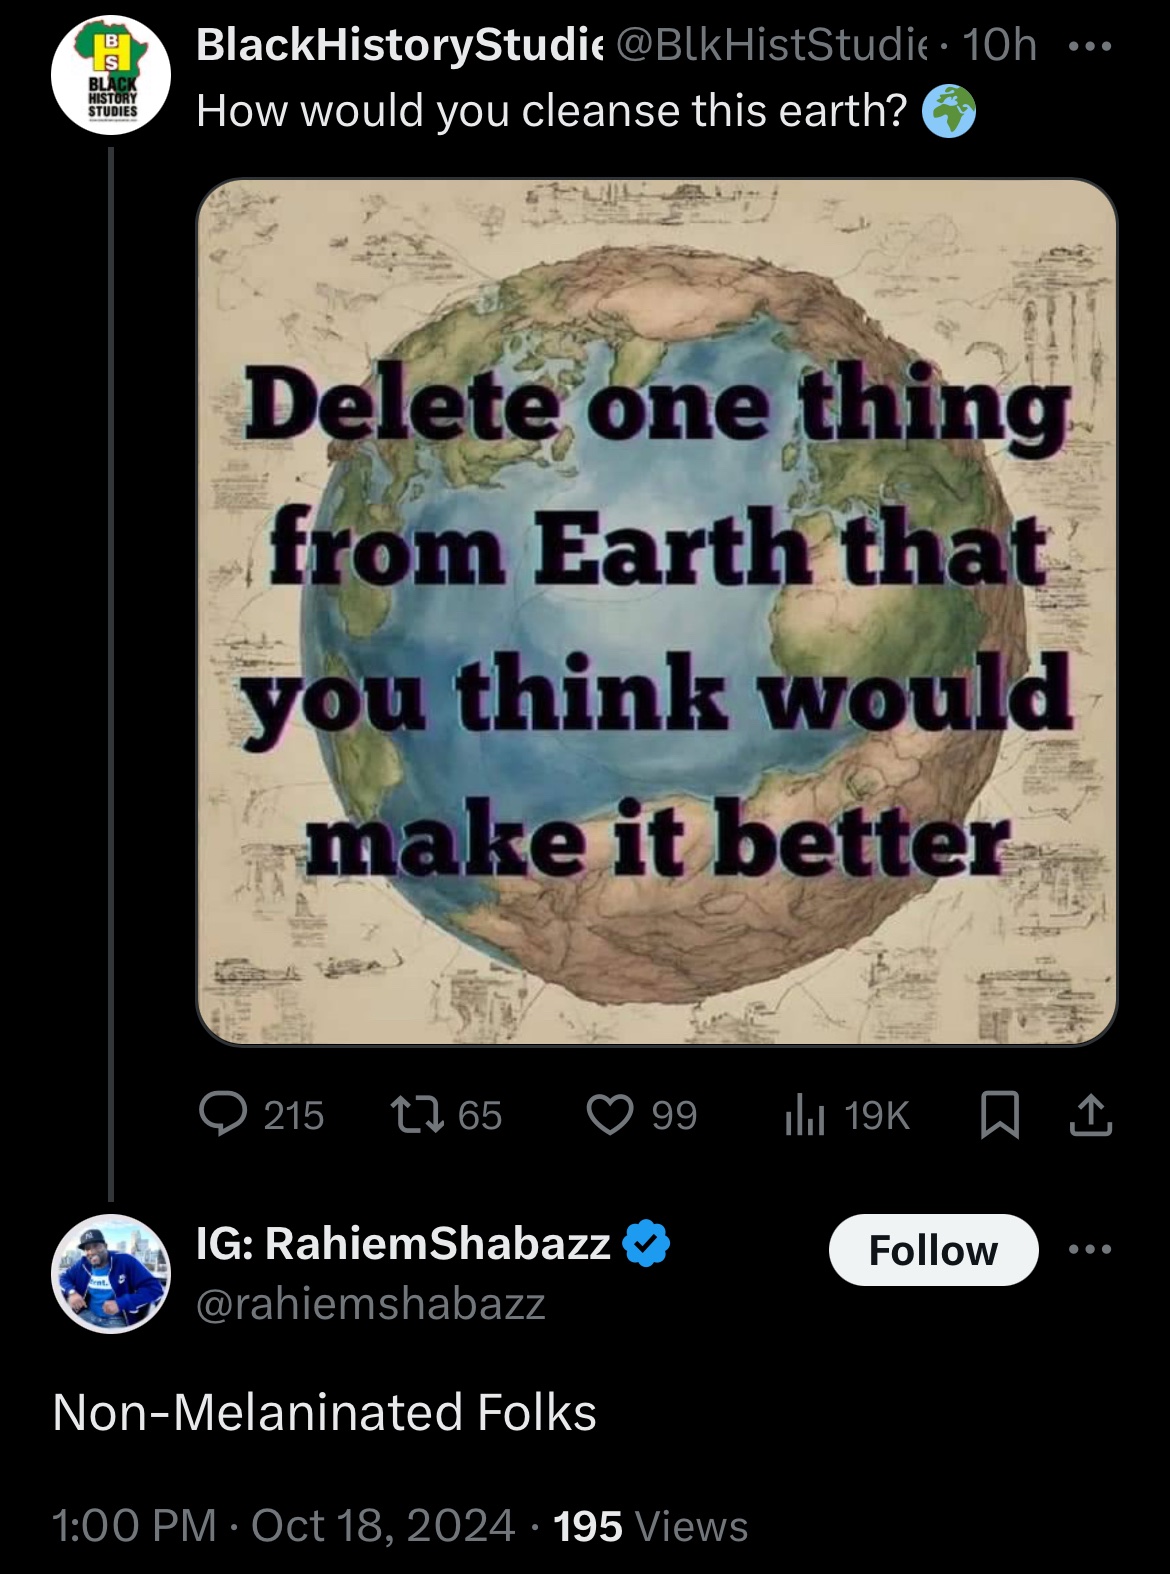 BlackHistoryStudie @BlkHistStudie · 10h
B
H
S
BLACK
HISTORY
STUDIES
How would you cleanse this earth? 🌍
Delete one thing
from Earth that
you think would
make it better
215 65 99 19K
IG: RahiemShabazz
Follow
@rahiemshabazz
Non-Melaninated Folks
1:00 PM · Oct 18, 2024 · 195 Views